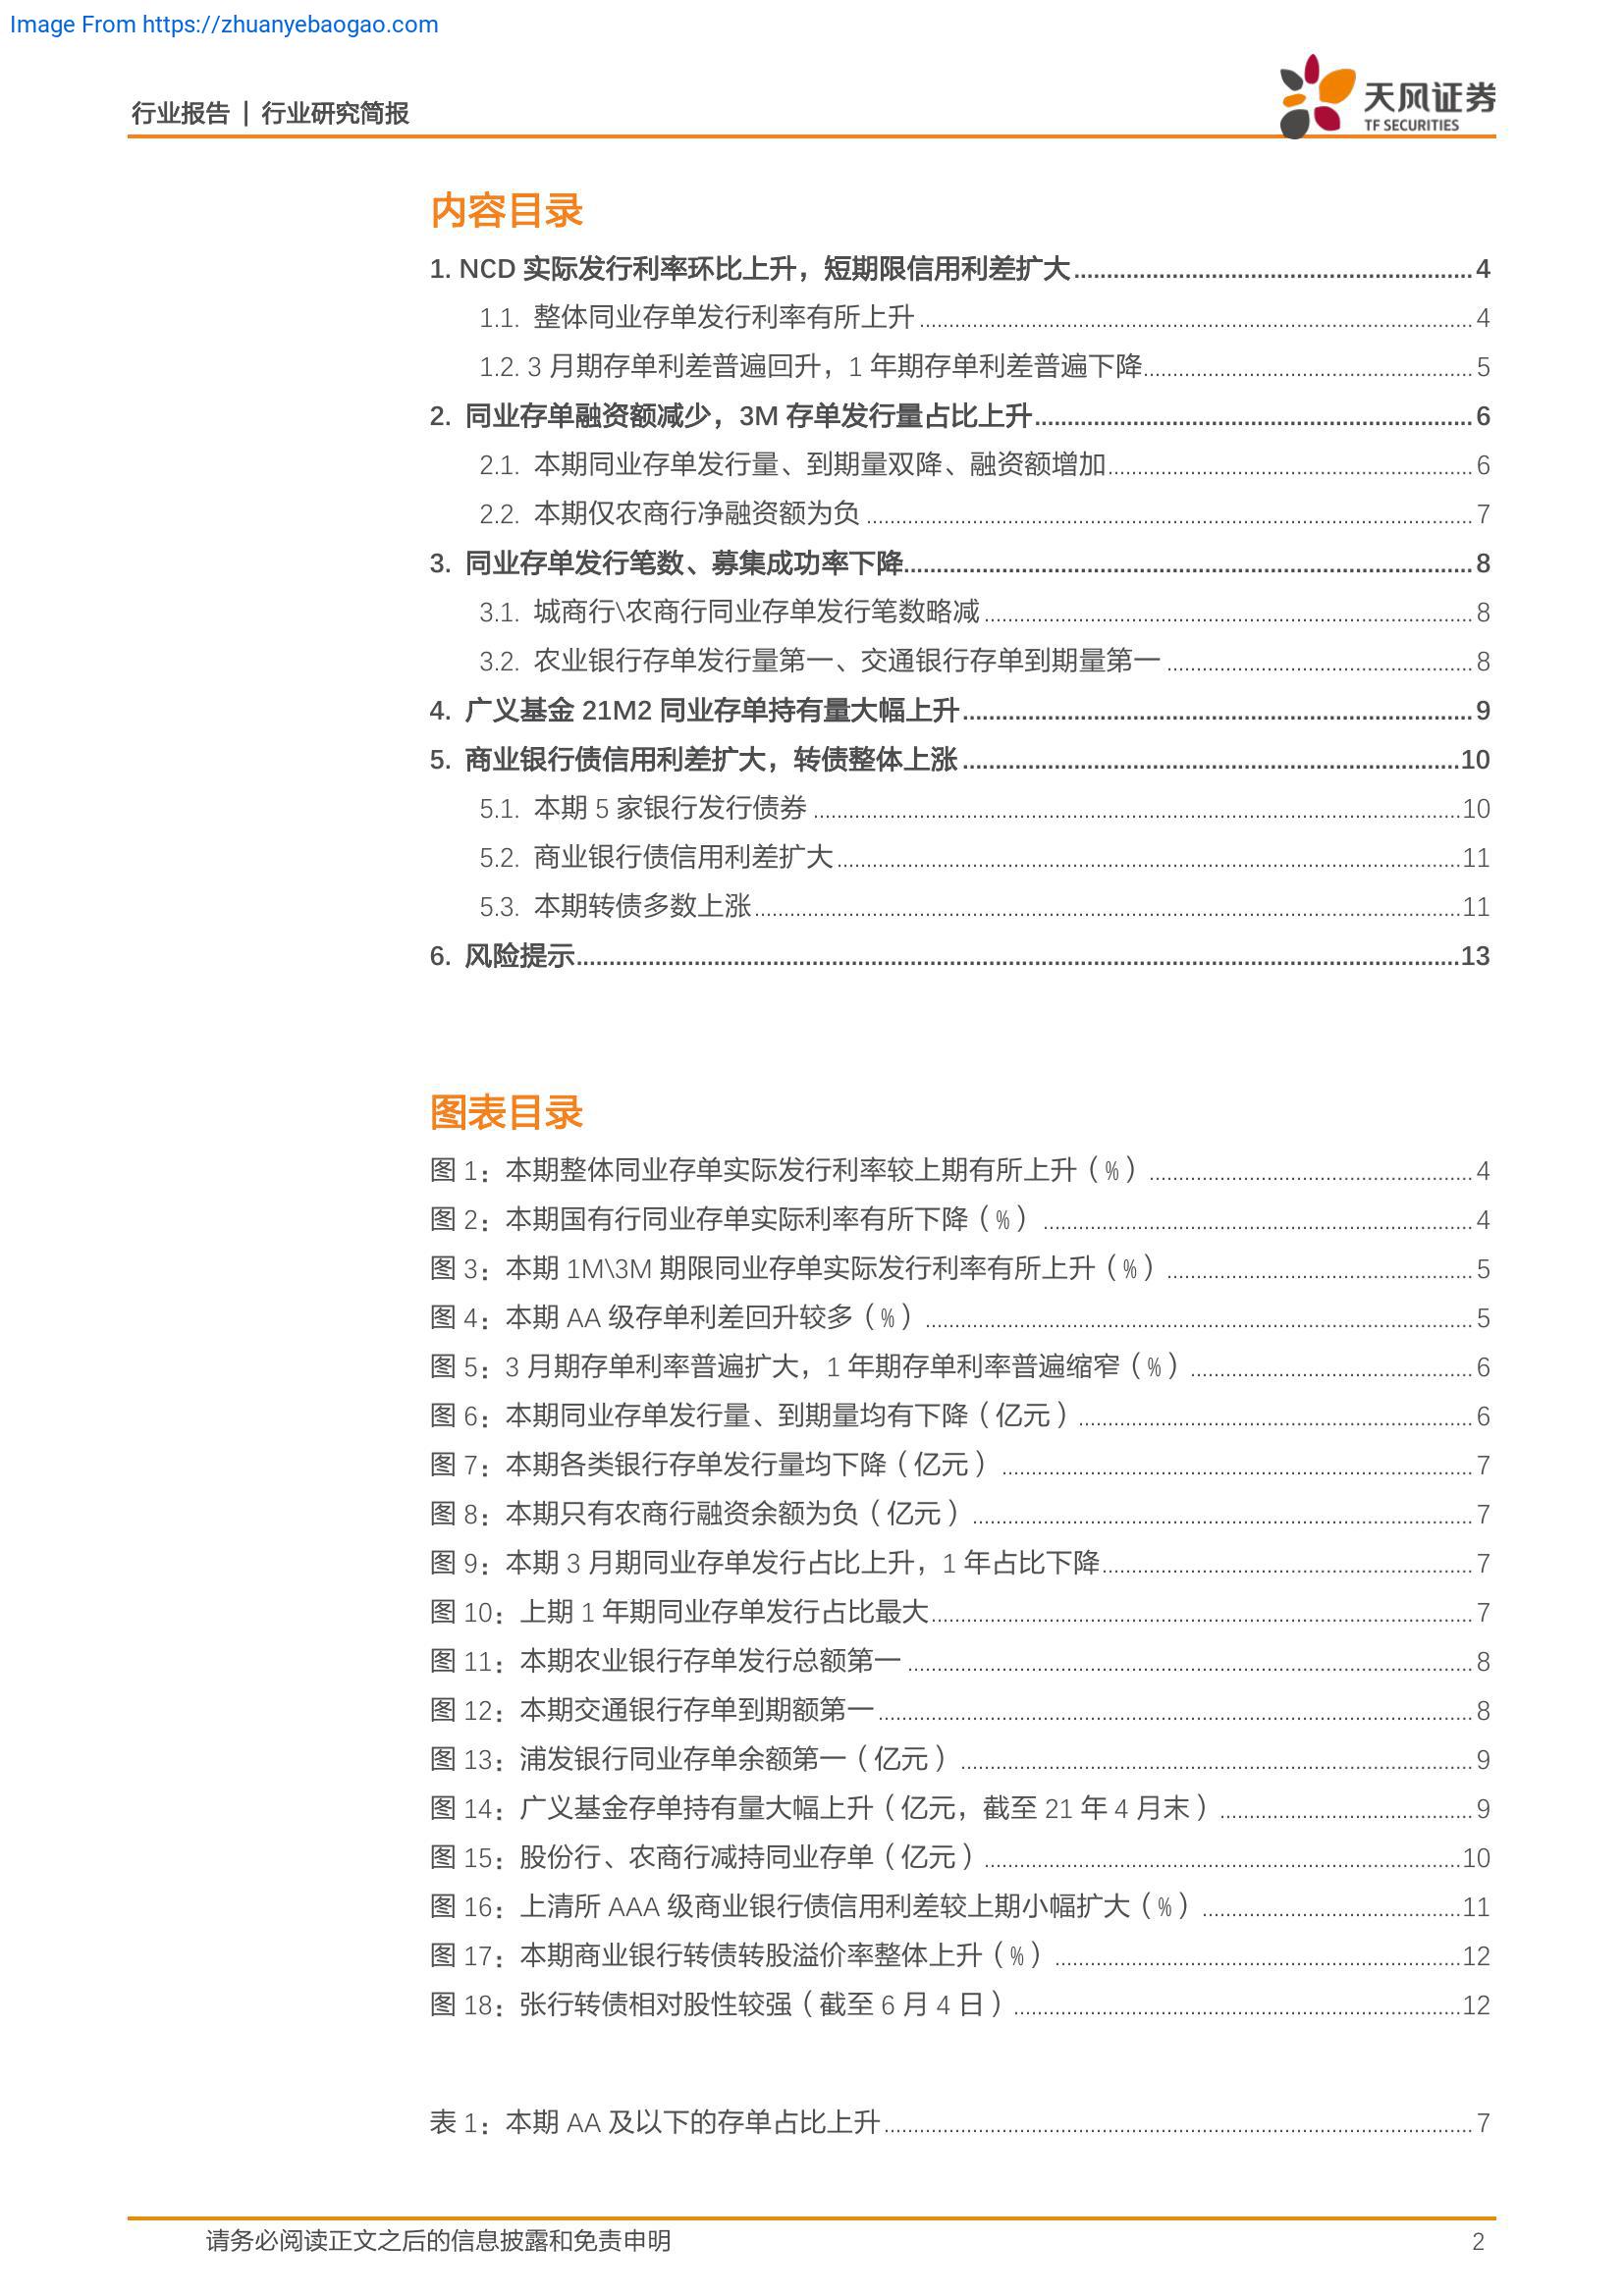 Image From https://zhuanyebaogao.com
行业报告 | 行业研究简报
天风证券
TF SECURITIES
内容目录
1. NCD 实际发行利率环比上升，短期限信用利差扩大 4
1.1. 整体同业存单发行利率有所上升 4
1.2. 3 月期存单利差普遍回升，1 年期存单利差普遍下降 5
2. 同业存单融资额减少，3M 存单发行量占比上升 6
2.1. 本期同业存单发行量、到期量双降、融资额增加 6
2.2. 本期仅农商行净融资额为负 7
3. 同业存单发行笔数、募集成功率下降 8
3.1. 城商行\农商行同业存单发行笔数略减 8
3.2. 农业银行存单发行量第一、交通银行存单到期量第一 8
4. 广义基金 21M2 同业存单持有量大幅上升 9
5. 商业银行债信用利差扩大，转债整体上涨 10
5.1. 本期 5 家银行发行债券 10
5.2. 商业银行债信用利差扩大 11
5.3. 本期转债多数上涨 11
6. 风险提示 13
图表目录
图 1：本期整体同业存单实际发行利率较上期有所上升（%） 4
图 2：本期国有行同业存单实际利率有所下降（%） 4
图 3：本期 1M\3M 期限同业存单实际发行利率有所上升（%） 5
图 4：本期 AA 级存单利差回升较多（%） 5
图 5：3 月期存单利率普遍扩大，1 年期存单利率普遍缩窄（%） 6
图 6：本期同业存单发行量、到期量均有下降（亿元） 6
图 7：本期各类银行存单发行量均下降（亿元） 7
图 8：本期只有农商行融资余额为负（亿元） 7
图 9：本期 3 月期同业存单发行占比上升，1 年占比下降 7
图 10：上期 1 年期同业存单发行占比最大 7
图 11：本期农业银行存单发行总额第一 8
图 12：本期交通银行存单到期额第一 8
图 13：浦发银行同业存单余额第一（亿元） 9
图 14：广义基金存单持有量大幅上升（亿元，截至 21 年 4 月末） 9
图 15：股份行、农商行减持同业存单（亿元） 10
图 16：上清所 AAA 级商业银行债信用利差较上期小幅扩大（%） 11
图 17：本期商业银行转债转股溢价率整体上升（%） 12
图 18：张行转债相对股性较强（截至 6 月 4 日） 12
表 1：本期 AA 及以下的存单占比上升 7
请务必阅读正文之后的信息披露和免责申明 2